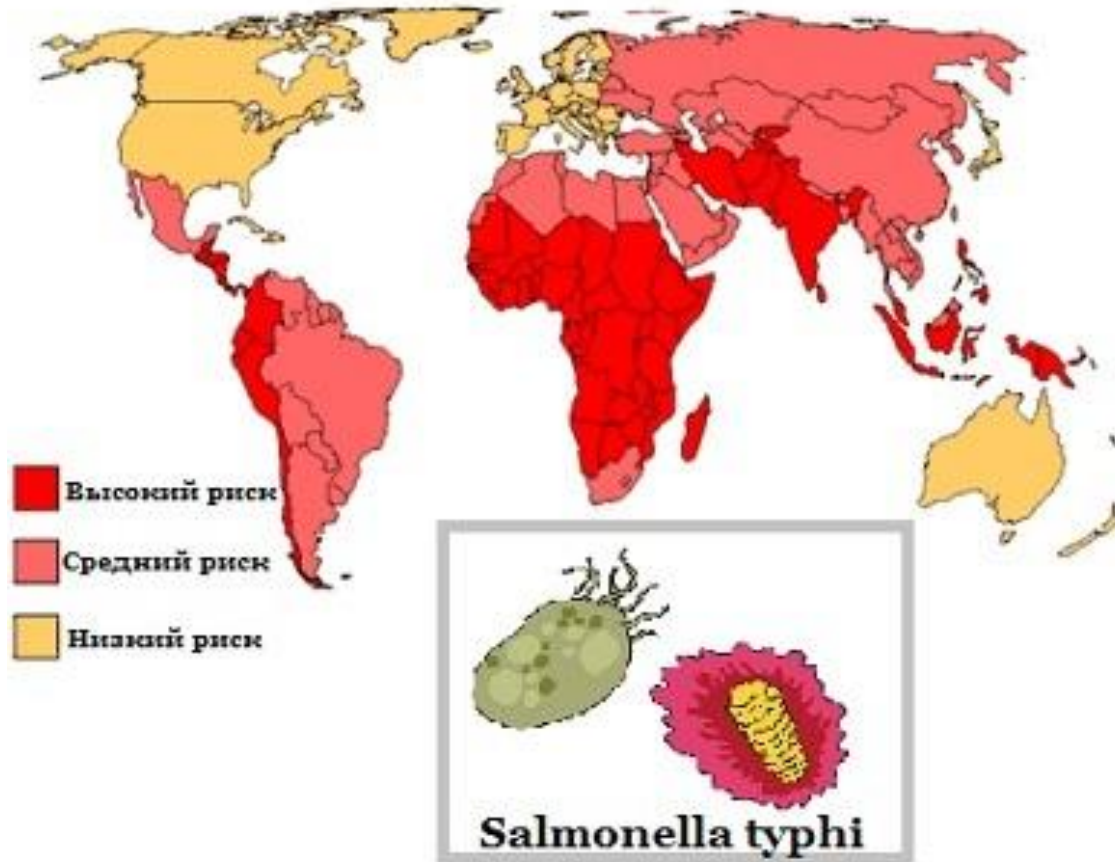 Высокий риск
Средний риск
Низкий риск
Salmonella typhi